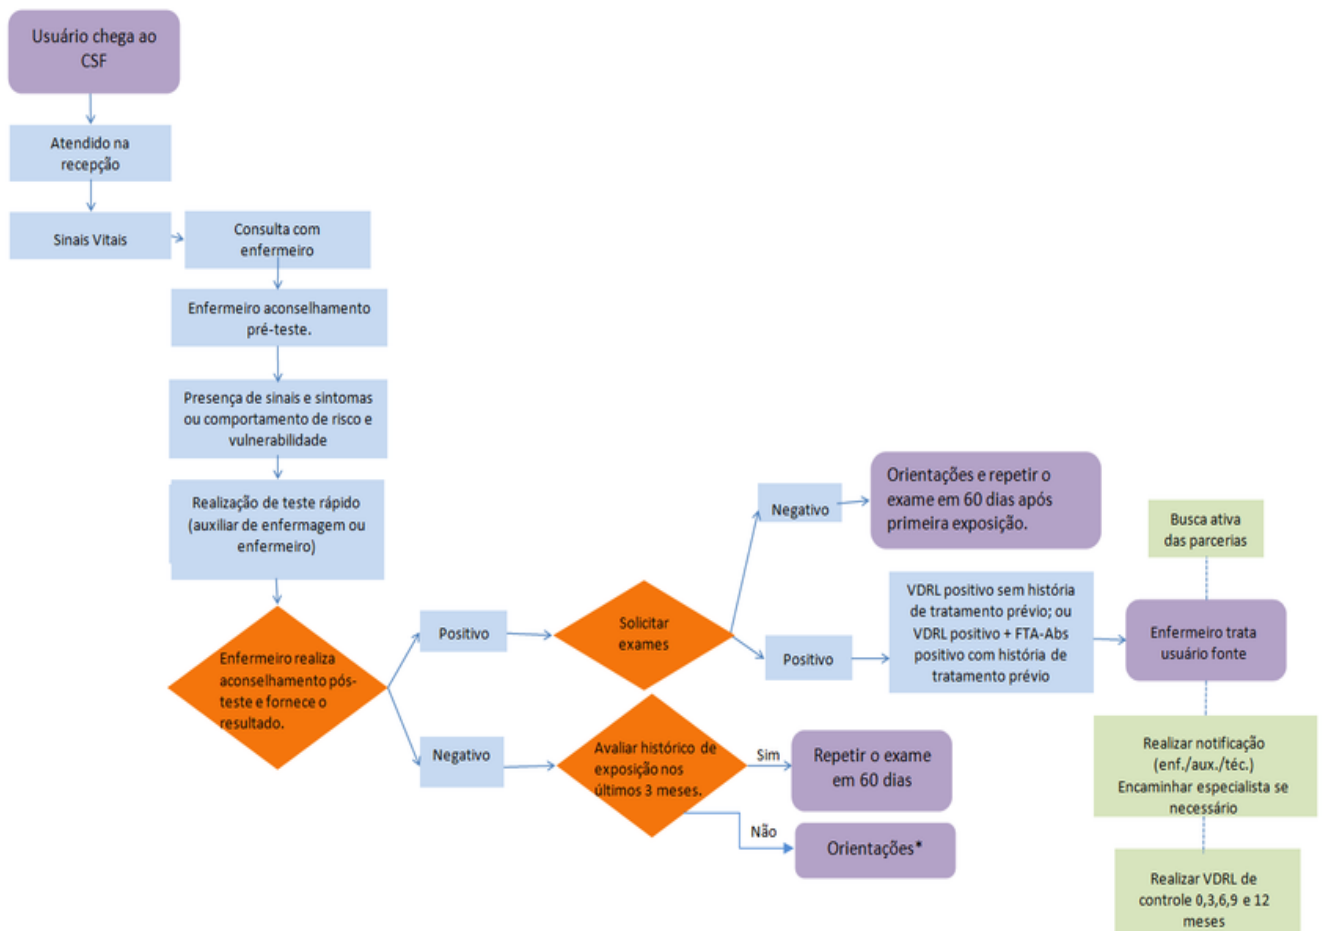 Usuário chega ao
CSF
Atendido na
recepção
Sinais Vitais
Consulta com
enfermeiro
Enfermeiro aconselhamento
pré-teste.
Presença de sinais e sintomas
ou comportamento de risco e
vulnerabilidade
Realização de teste rápido
(auxiliar de enfermagem ou
enfermeiro)
Enfermeiro realiza
aconselhamento pós-
teste e fornece o
resultado.
Positivo
Solicitar
exames
Negativo
Orientações e repetir o
exame em 60 dias após
primeira exposição.
Positivo
VDRL positivo sem história
de tratamento prévio; ou
VDRL positivo + FTA-Abs
positivo com história de
tratamento prévio
Busca ativa
das parcerias
Enfermeiro trata
usuário fonte
Realizar notificação
(enf./aux./téc.)
Encaminhar especialista se
necessário
Realizar VDRL de
controle 0,3,6,9 e 12
meses
Negativo
Avaliar histórico de
exposição nos
últimos 3 meses.
Sim
Repetir o exame
em 60 dias
Não
Orientações*